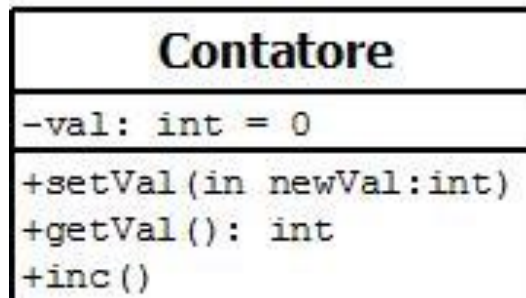 Contatore
-val: int = 0
+setVal(in newVal:int)
+getVal(): int
+inc()